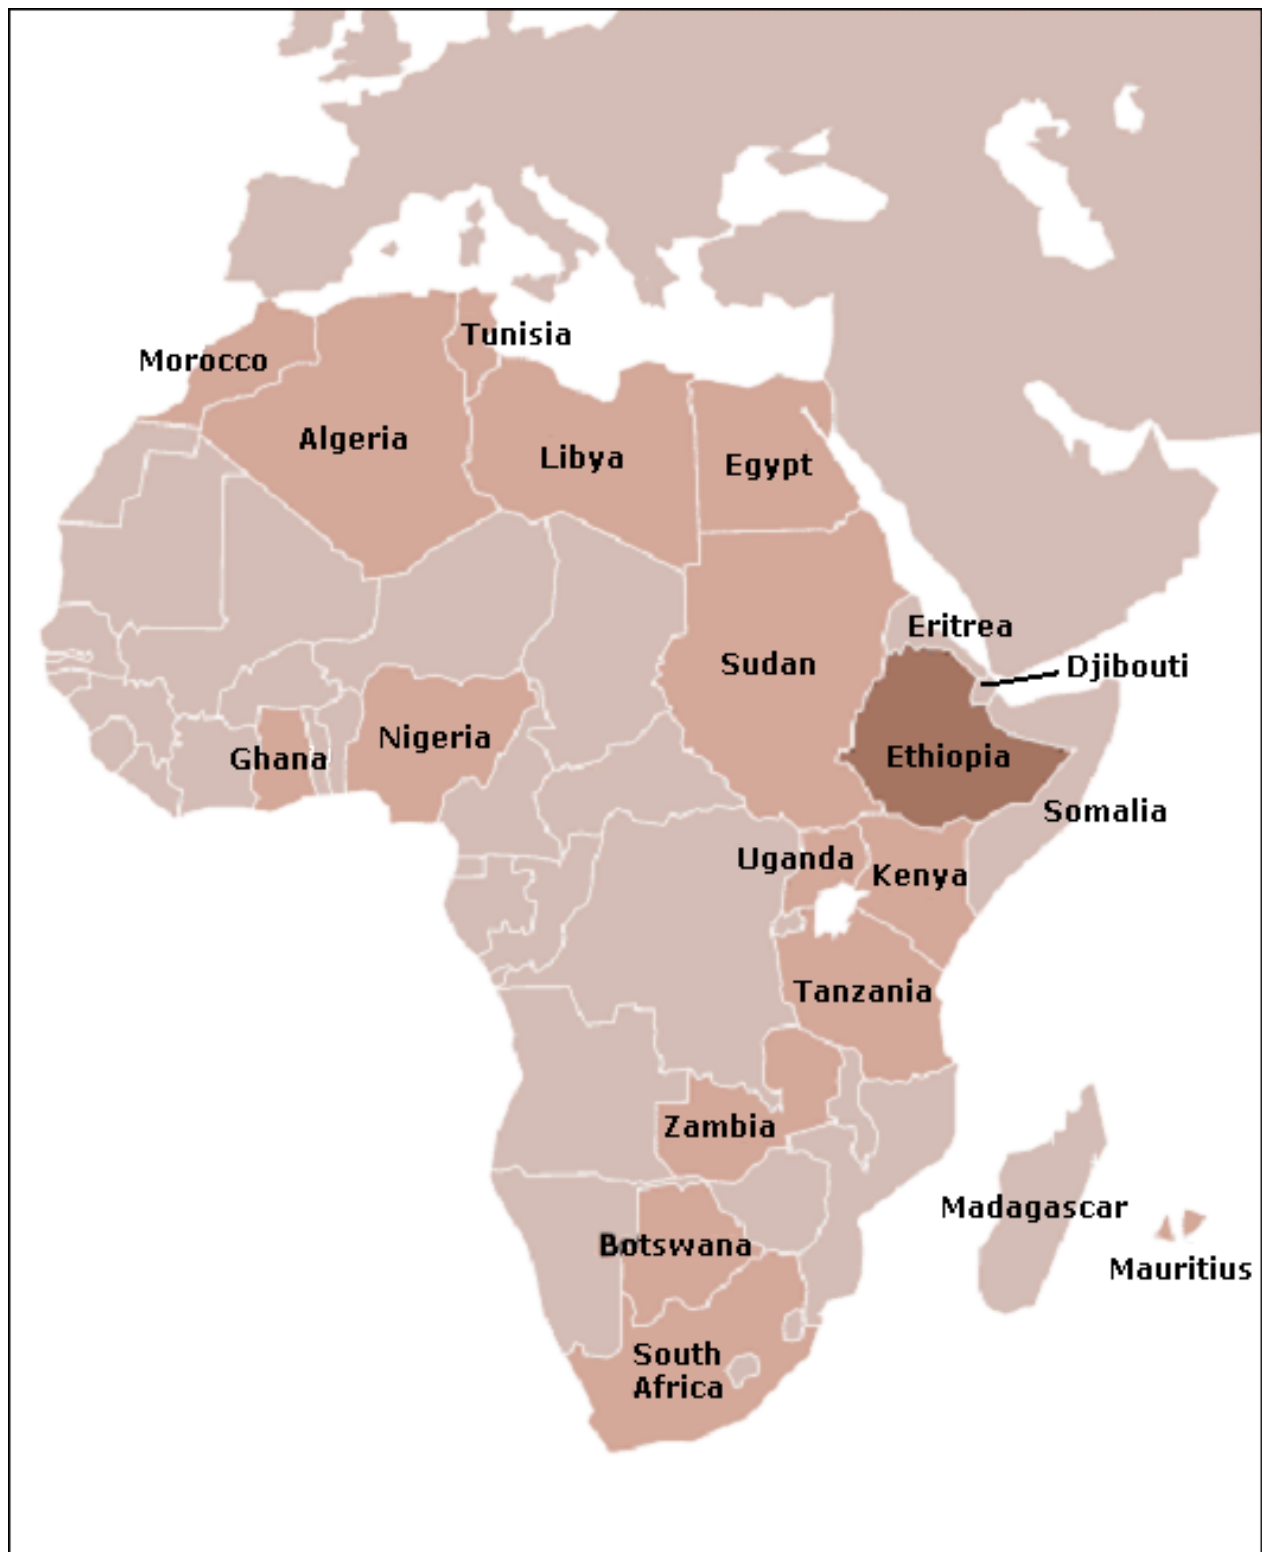 Tunisia
Morocco
Algeria
Libya
Egypt
Eritrea
Sudan
Djibouti
Nigeria
Ghana
Ethiopia
Somalia
Uganda
Kenya
Tanzania
Zambia
Madagascar
Botswana
Mauritius
South
Africa